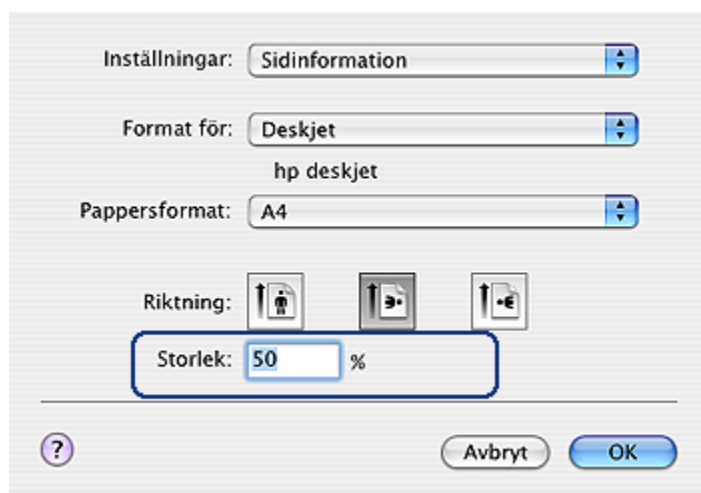 Inställningar: Sidinformation
Format för: Deskjet
hp deskjet
Pappersformat: A4
Riktning:
Storlek: 50 %
? Avbryt OK